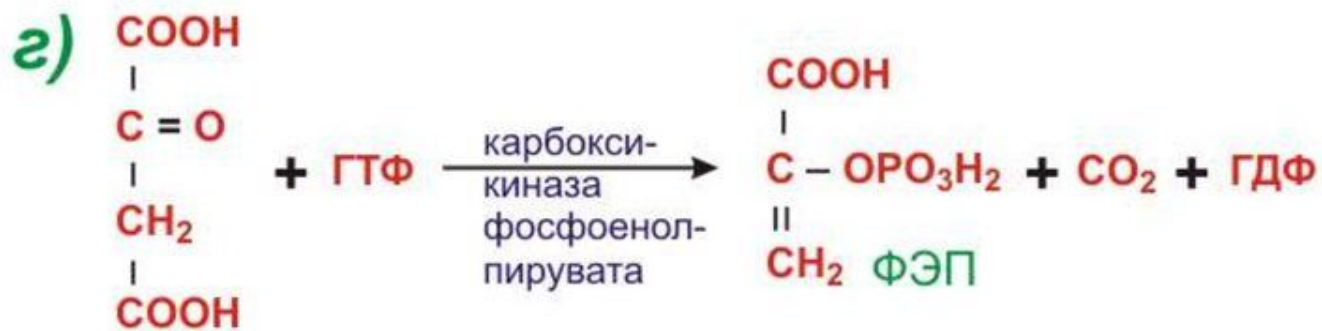 г)
COOH
|
C = O
|
CH₂
|
COOH
+ ГТФ
карбокси-
киназа
фосфоенол-
пирувата
COOH
|
C – OPO₃H₂ + CO₂ + ГДФ
||
CH₂ ФЭП